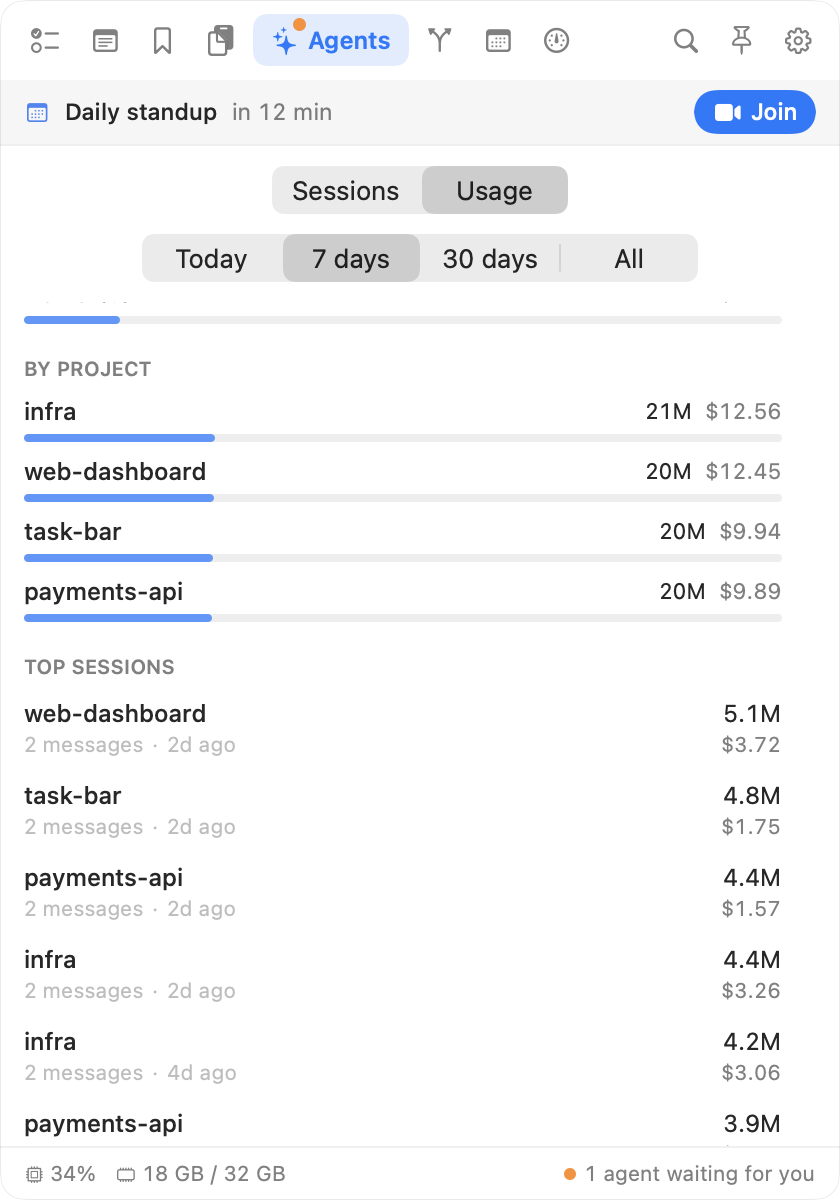 Agents
Daily standup in 12 min
Join
Sessions Usage
Today 7 days 30 days All
BY PROJECT
infra 21M $12.56
web-dashboard 20M $12.45
task-bar 20M $9.94
payments-api 20M $9.89
TOP SESSIONS
web-dashboard 5.1M
2 messages · 2d ago $3.72
task-bar 4.8M
2 messages · 2d ago $1.75
payments-api 4.4M
2 messages · 2d ago $1.57
infra 4.4M
2 messages · 2d ago $3.26
infra 4.2M
2 messages · 4d ago $3.06
payments-api 3.9M
34% 18 GB / 32 GB 1 agent waiting for you